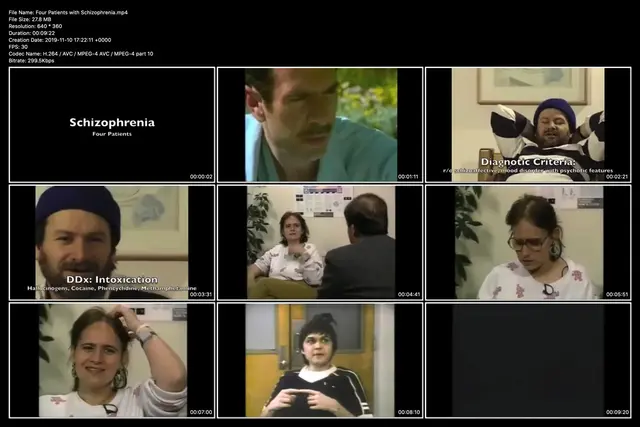 File Name: Four Patients with Schizophrenia.mp4
File Size: 27.8 MB
Resolution: 640 * 360
Duration: 00:09:22
Creation Date: 2019-11-10 17:22:11 +0000
FPS: 30
Codec Name: H.264 / AVC / MPEG-4 AVC / MPEG-4 part 10
Bitrate: 299.5Kbps
Schizophrenia
Four Patients
00:00:02
00:01:11
Diagnostic Criteria:
r/o schizoaffective, mood disorder with psychotic features
00:02:21
DDx: Intoxication
Hallucinogens, Cocaine, Phencyclidine, Methamphetamine
00:03:31
00:04:41
00:05:51
00:07:00
00:08:10
00:09:20